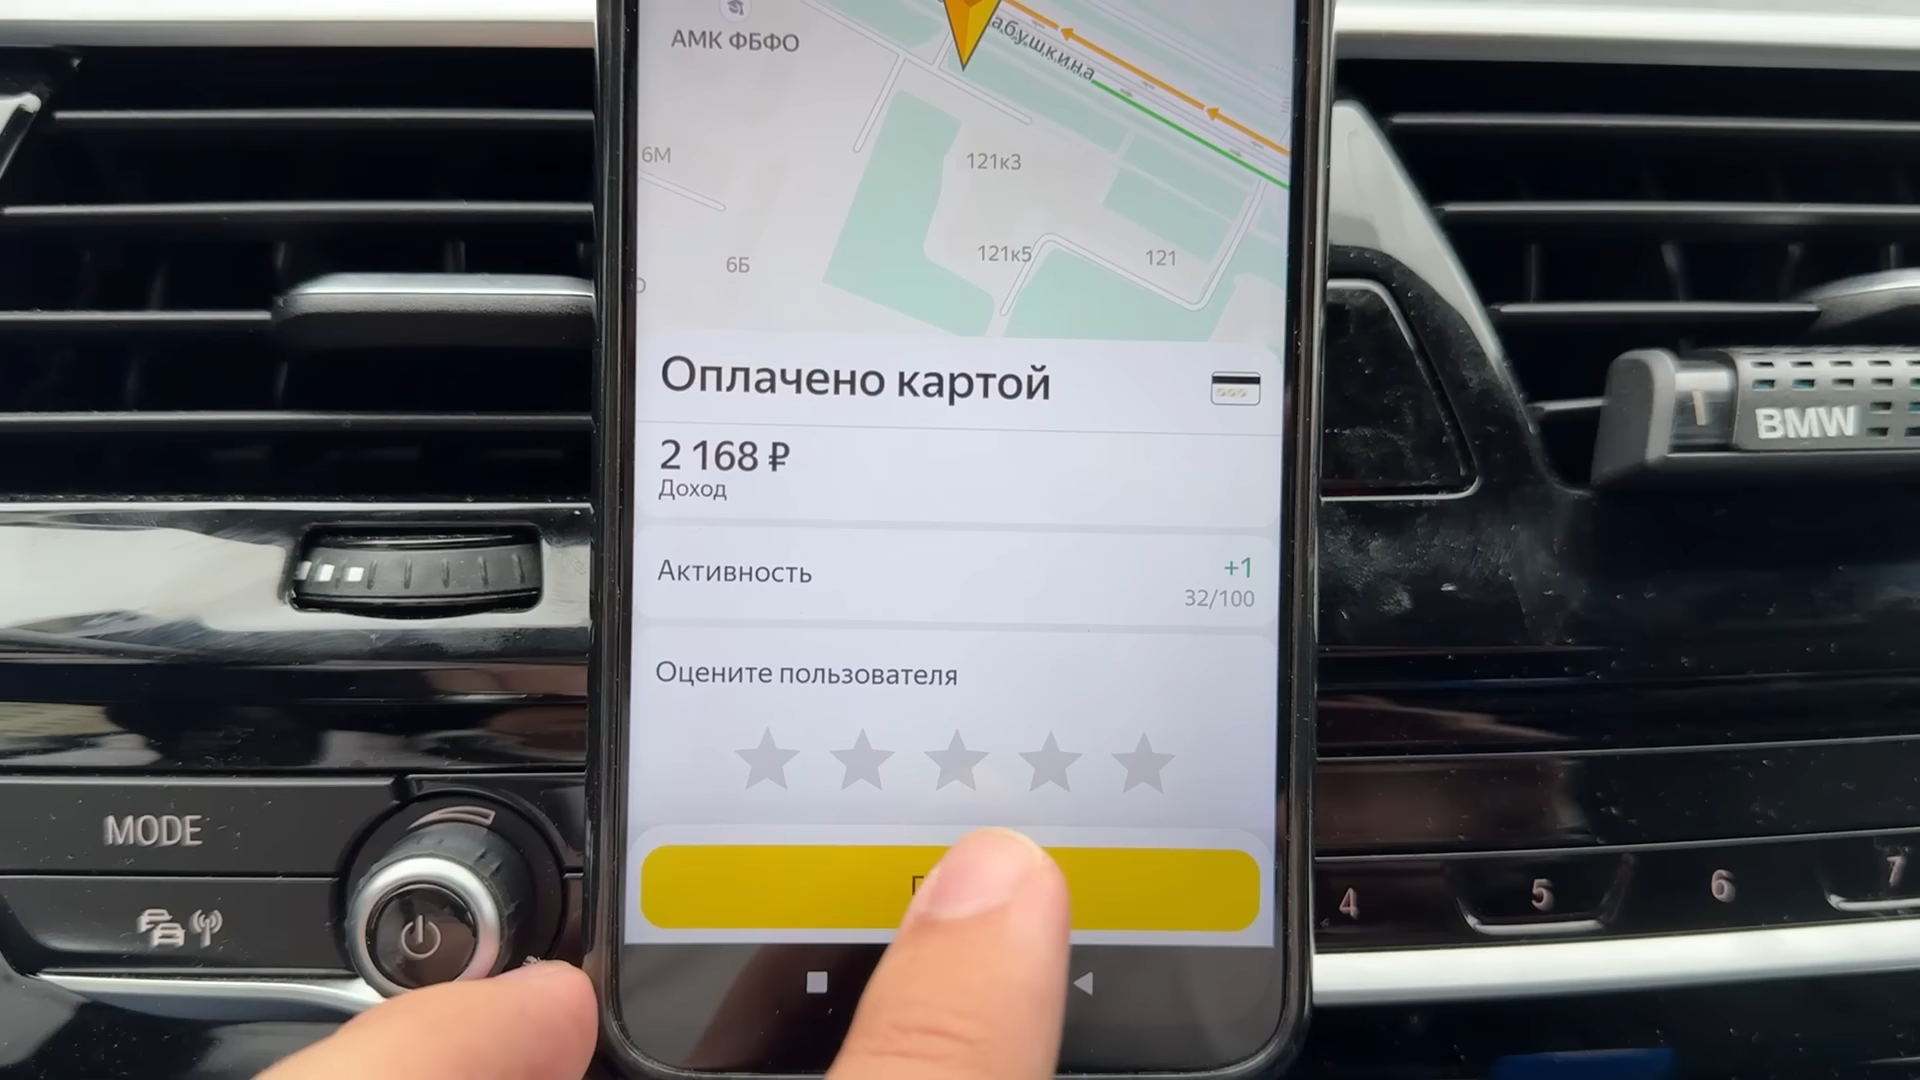 АМК ФБФО
абушкина
6М
121к3
121к5
121
6Б
Оплачено картой
2 168 ₽
Доход
Активность
+1
32/100
Оцените пользователя
MODE
BMW
4
5
6
7